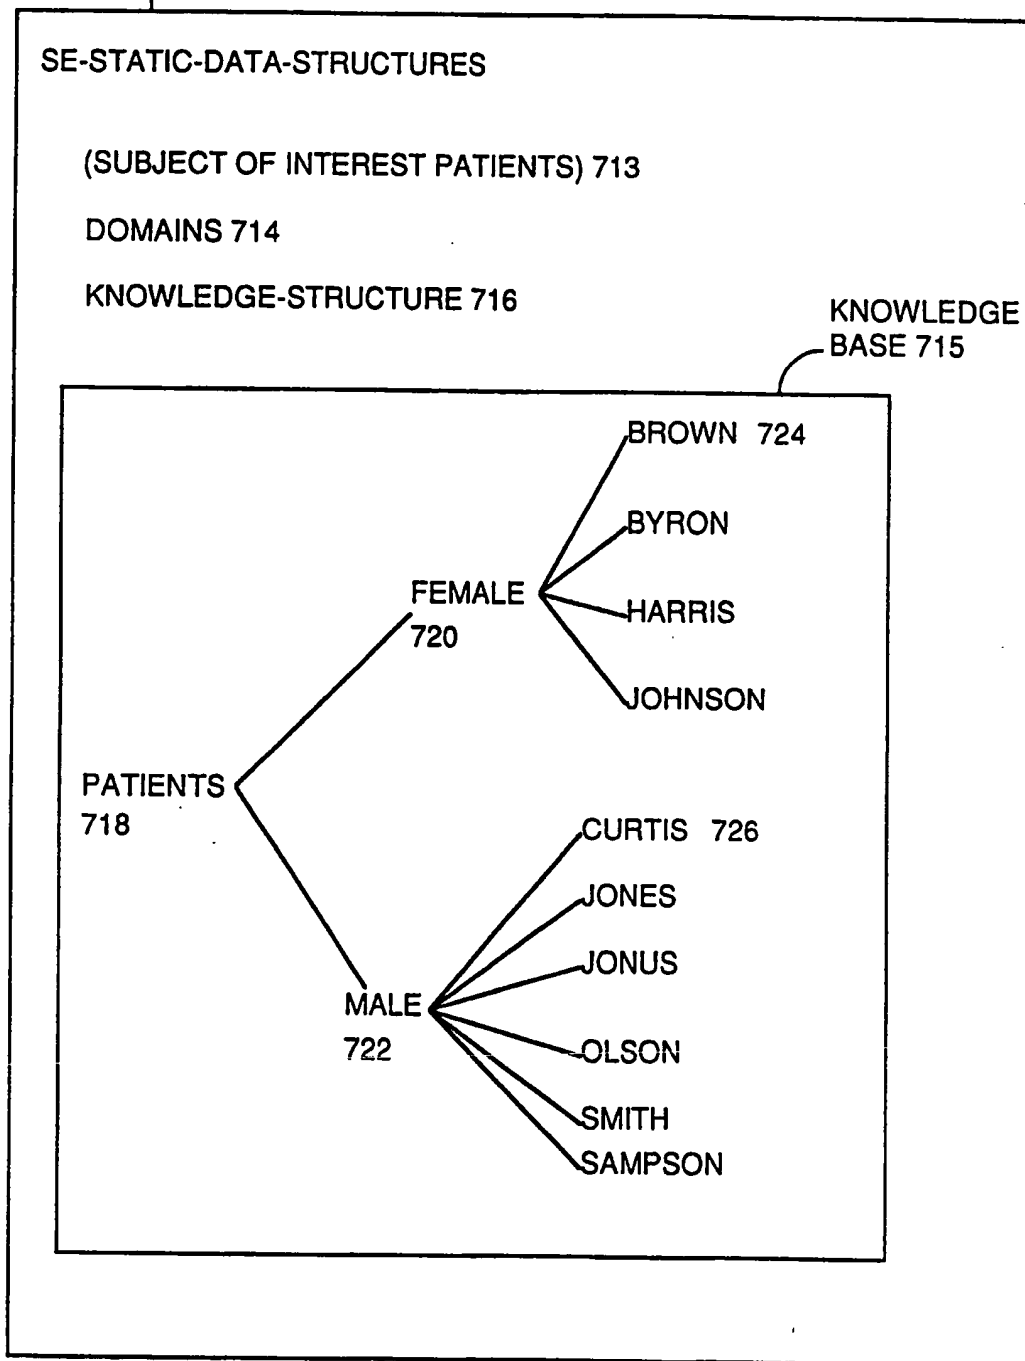 SE-STATIC-DATA-STRUCTURES
(SUBJECT OF INTEREST PATIENTS) 713
DOMAINS 714
KNOWLEDGE-STRUCTURE 716
KNOWLEDGE
BASE 715
BROWN 724
BYRON
FEMALE
720
HARRIS
JOHNSON
PATIENTS
718
CURTIS 726
JONES
JONUS
MALE
722
OLSON
SMITH
SAMPSON